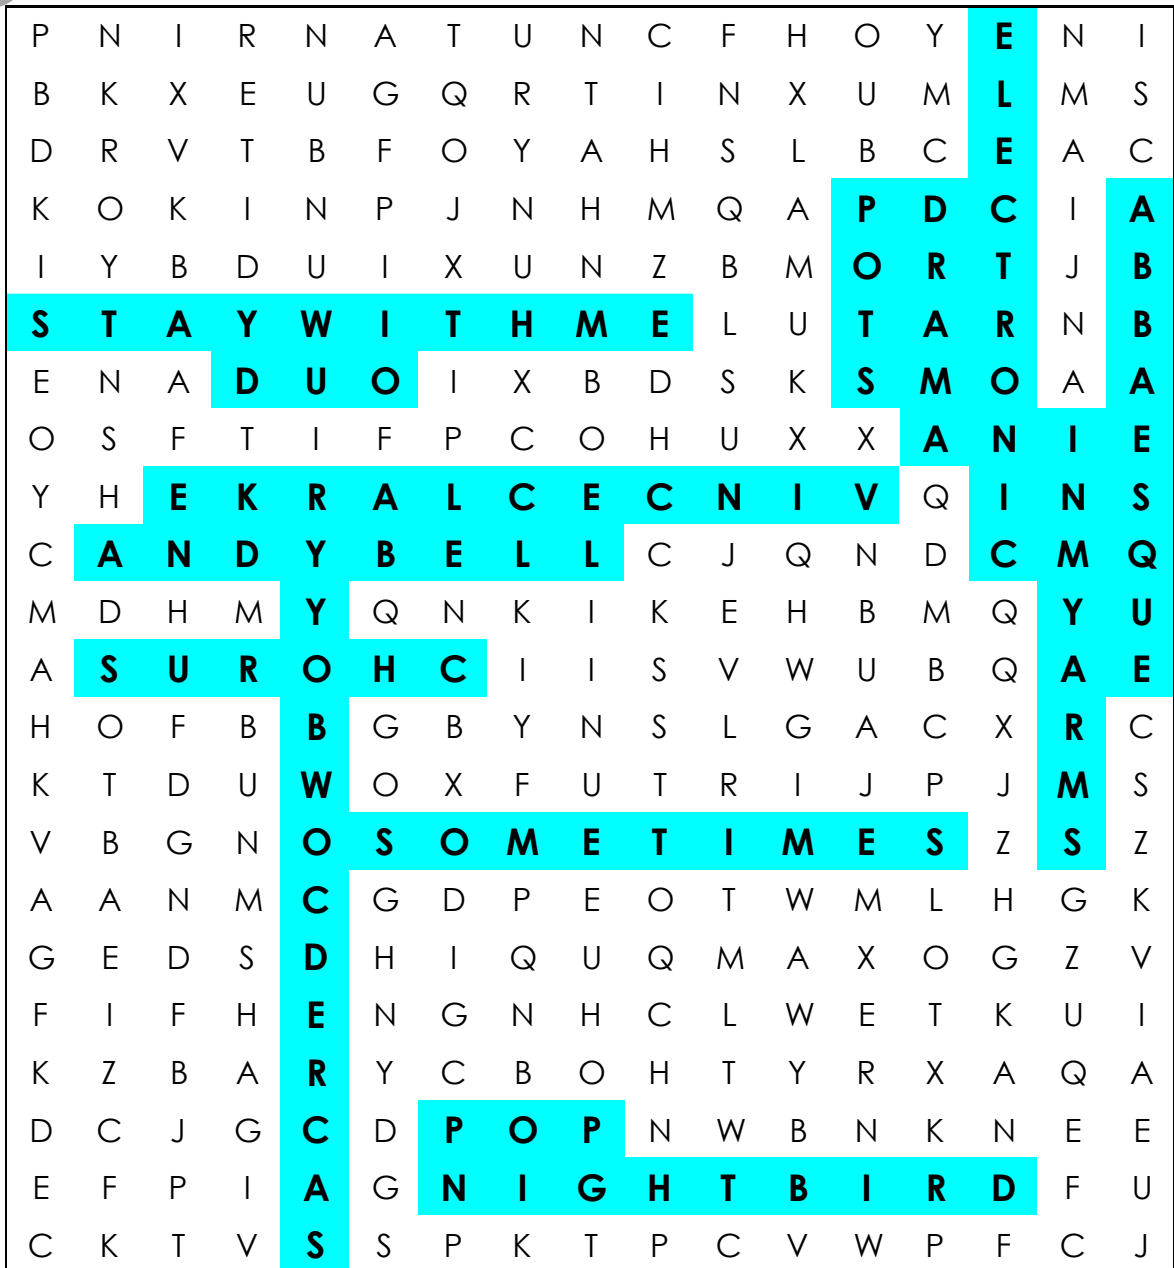 P N I R N A T U N C F H O Y E N I
B K X E U G Q R T I N X U M L M S
D R V T B F O Y A H S L B C E A C
K O K I N P J N H M Q A P D C I A
I Y B D U I X U N Z B M O R T J B
S T A Y W I T H M E L U T A R N B
E N A D U O I X B D S K S M O A A
O S F T I F P C O H U X X A N I E
Y H E K R A L C E C N I V Q I N S
C A N D Y B E L L C J Q N D C M Q
M D H M Y Q N K I K E H B M Q Y U
A S U R O H C I I S V W U B Q A E
H O F B B G B Y N S L G A C X R C
K T D U W O X F U T R I J P J M S
V B G N O S O M E T I M E S Z S Z
A A N M C G D P E O T W M L H G K
G E D S D H I Q U Q M A X O G Z V
F I F H E N G N H C L W E T K U I
K Z B A R Y C B O H T Y R X A Q A
D C J G C D P O P N W B N K N E E
E F P I A G N I G H T B I R D F U
C K T V S S P K T P C V W P F C J